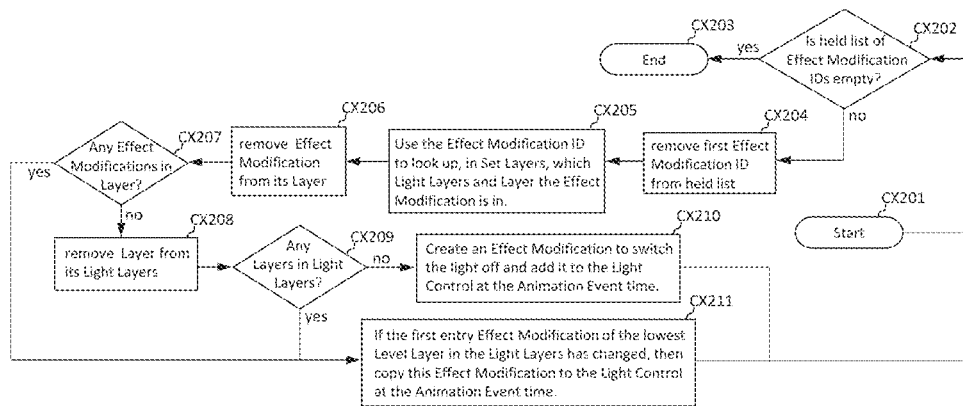 CX203
End
yes
Is held list of
Effect Modification
IDs empty?
CX202
no
CX204
remove first Effect
Modification ID
from held list
CX205
Use the Effect Modification ID
to look up, in Set Layers, which
Light Layers and Layer the Effect
Modification is in.
CX206
remove Effect
Modification
from its Layer
CX207
Any Effect
Modifications in
Layer?
yes
no
CX208
remove Layer from
its Light Layers
CX209
Any
Layers in Light
Layers?
no
yes
CX210
Create an Effect Modification to switch
the light off and add it to the Light
Control at the Animation Event time.
CX201
Start
CX211
If the first entry Effect Modification of the lowest
Level Layer in the Light Layers has changed, then
copy this Effect Modification to the Light Control
at the Animation Event time.